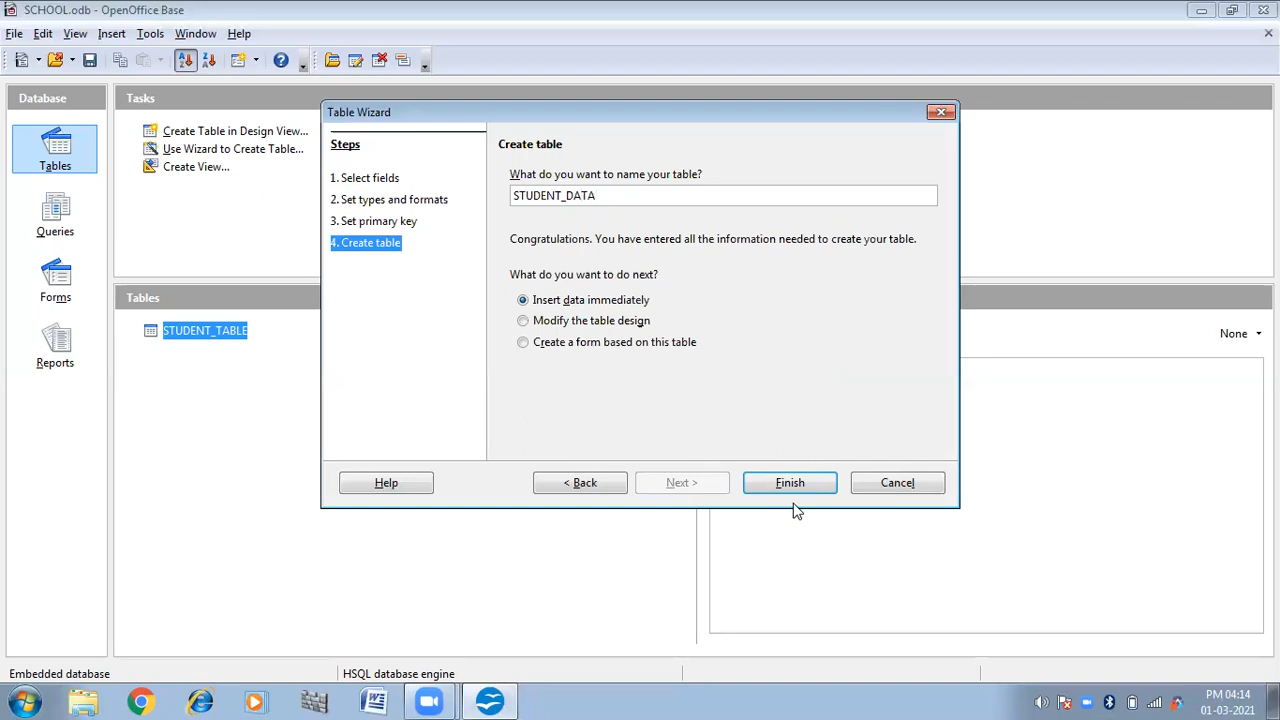 SCHOOL.odb - OpenOffice Base
File Edit View Insert Tools Window Help
Database
Tables
Queries
Forms
Reports
Tasks
Create Table in Design View...
Use Wizard to Create Table...
Create View...
Tables
STUDENT_TABLE
None
Table Wizard
Steps
1. Select fields
2. Set types and formats
3. Set primary key
4. Create table
Create table
What do you want to name your table?
STUDENT_DATA
Congratulations. You have entered all the information needed to create your table.
What do you want to do next?
Insert data immediately
Modify the table design
Create a form based on this table
Help < Back Next > Finish Cancel
Embedded database HSQL database engine
PM 04:14
01-03-2021